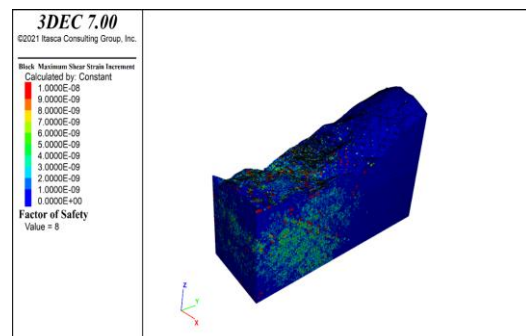 3DEC 7.00
©2021 Itasca Consulting Group, Inc.
Block Maximum Shear Strain Increment
Calculated by: Constant
1.0000E-08
9.0000E-09
8.0000E-09
7.0000E-09
6.0000E-09
5.0000E-09
4.0000E-09
3.0000E-09
2.0000E-09
1.0000E-09
0.0000E+00
Factor of Safety
Value = 8
Z
Y
X